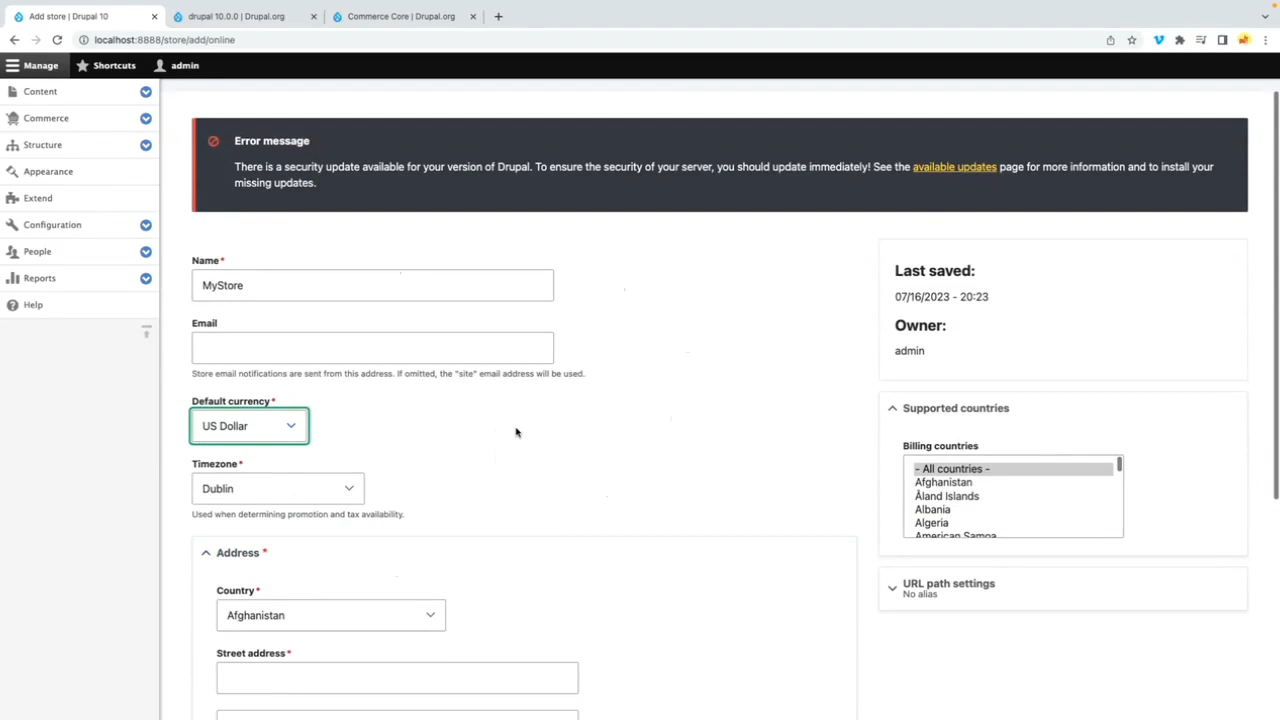 Add store | Drupal 10
drupal 10.0.0 | Drupal.org
Commerce Core | Drupal.org
localhost:8888/store/add/online
Manage
Shortcuts
admin
Content
Commerce
Structure
Appearance
Extend
Configuration
People
Reports
Help
Error message
There is a security update available for your version of Drupal. To ensure the security of your server, you should update immediately! See the available updates page for more information and to install your
missing updates.
Name*
MyStore
Email
Store email notifications are sent from this address. If omitted, the "site" email address will be used.
Default currency*
US Dollar
Timezone*
Dublin
Used when determining promotion and tax availability.
Address *
Country*
Afghanistan
Street address*
Last saved:
07/16/2023 - 20:23
Owner:
admin
Supported countries
Billing countries
- All countries -
Afghanistan
Åland Islands
Albania
Algeria
American Samoa
URL path settings
No alias